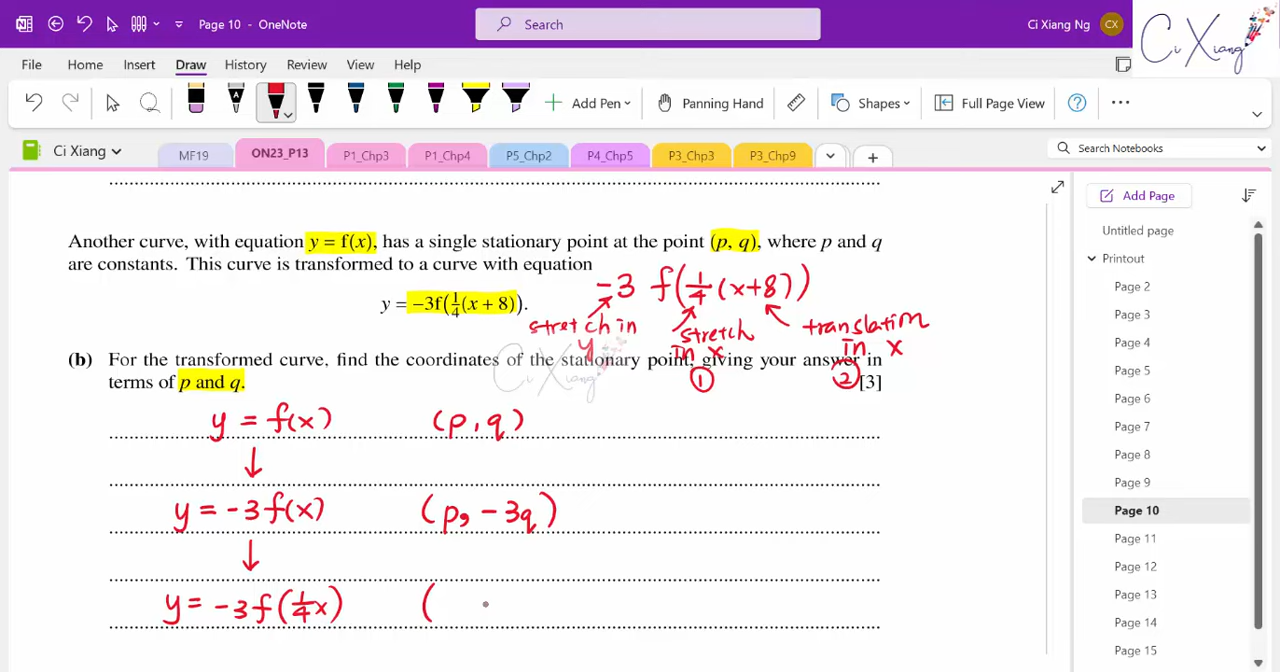 Page 10 - OneNote
Search
Ci Xiang Ng
CX
Ci Xiang
File Home Insert Draw History Review View Help
Add Pen
Panning Hand
Shapes
Full Page View
Ci Xiang
MF19
ON23_P13
P1_Chp3
P1_Chp4
P5_Chp2
P4_Chp5
P3_Chp3
P3_Chp9
Search Notebooks
Another curve, with equation y = f(x), has a single stationary point at the point (p, q), where p and q
are constants. This curve is transformed to a curve with equation
y = −3f(¼(x + 8)).
-3 f(¼(x+8))
stretch in y
stretch in x
①
translation in x
②
(b) For the transformed curve, find the coordinates of the stationary point, giving your answer in
terms of p and q. [3]
Ci Xiang
y = f(x) (p, q)
↓
y = -3f(x) (p, -3q)
↓
y = -3f(¼x) (
Add Page
Untitled page
Printout
Page 2
Page 3
Page 4
Page 5
Page 6
Page 7
Page 8
Page 9
Page 10
Page 11
Page 12
Page 13
Page 14
Page 15